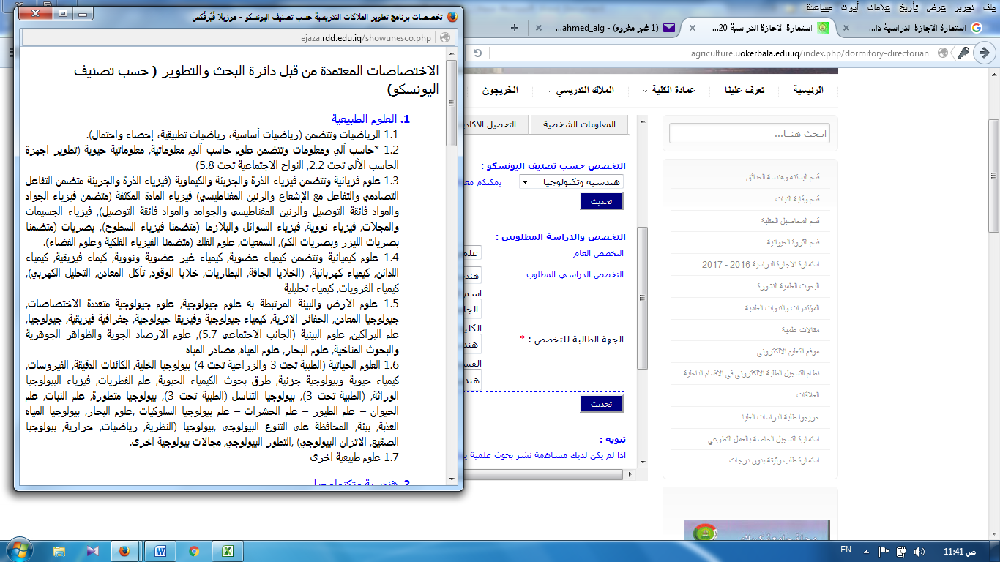 تخصصات برنامج تطوير الملاكات التدريسية حسب تصنيف اليونسكو - موزيلا فَيَرفُكس
ejaza.rdd.edu.iq/showunesco.php
الاختصاصات المعتمدة من قبل دائرة البحث والتطوير ( حسب تصنيف
اليونسكو)
1. العلوم الطبيعية
1.1 الرياضيات وتتضمن (رياضيات أساسية، رياضيات تطبيقية، إحصاء واحتمال).
1.2 *حاسب آلي ومعلومات وتتضمن علوم حاسب آلي, معلوماتية, معلوماتية حيوية (تطوير اجهزة
الحاسب الآلي تحت 2.2, النواح الاجتماعية تحت 5.8)
1.3 علوم فزيائية وتتضمن فيزياء الذرة والجزيئة والكيماوية (فيزياء الذرة والجريئة متضمن التفاعل
التصادمي والتفاعل مع الإشعاع والرنين المغناطيسي) فيزياء المادة المكثفة (متضمن فيزياء الجواد
والمواد فائقة التوصيل والرنين المغناطيسي والجوامد والمواد فائقة التوصيل), فيزياء الجسيمات
والمجلات, فيزياء نووية, فيزياء السوائل والبلازما (متضمنا فيزياء السطوح), بصريات (متضمنا
بصريات الليزر وبصريات الكم), السمعيات, علوم الفلك (متضمنا الفيزياء الفلكية وعلوم الفضاء).
1.4 علوم كيميائية وتتضمن كيمياء عضوية, كيمياء غير عضوية ونووية, كيماء فيزيقية, كيمياء
اللدائن, كيمياء كهربائية, (الخلايا الجافة, البطاريات, خلايا الوقود, تآكل المعادن, التحليل الكهربي),
كيمياء الغرويات, كيمياء تحليلية
1.5 علوم الارض والبيئة المرتبطة به علوم جيولوجية, علوم جيولوجية متعددة الاختصاصات,
جيولوجيا المعادن, الحفائر الاثرية, كيمياء جيولوجية وفيزيقا جيولوجية, جغرافية فيزيقية, جيولوجيا,
علم البراكين, علوم البيئية (الجانب الاجتماعي 5.7), علوم الارصاد الجوية والظواهر الجوهرية
والبحوث المناخية, علوم البحار, علوم المياه, مصادر المياه
1.6 العلوم الحياتية (الطبية تحت 3 والزراعية تحت 4) بيولوجيا الخلية, الكائنات الدقيقة, الفيروسات,
كيمياء حيوية وبيولوجية جزئية, طرق بحوث الكيمياء الحيوية, علم الفطريات, فيزياء البيولوجيا
الوراثة, (الطبية تحت 3), بيولوجيا التناسل (الطبية تحت 3), بيولوجيا متطورة, علم النبات, علم
الحيوان – علم الطيور – علم الحشرات – علم بيولوجيا السلوكيات ,علوم البحار, بيولوجيا المياه
العذبة, بيئة, المحافظة على التنوع البيولوجي ,بيولوجيا (النظرية, رياضيات, حرارية, بيولوجيا
الصقيع, الاتزان البيولوجي) ,التطور البيولوجي, مجالات بيولوجية اخرى.
1.7 علوم طبيعية اخرى
2. هندسية وتكنولوجيا
ملف تحرير عرض تأريخ علامات أدوات مساعدة
استمارة الاجازة الدراسية دا...
استمارة الاجازة الدراسية 20...
(1 غير مقروء) - ahmed_alg...
agriculture.uokerbala.edu.iq/index.php/dormitory-directorian
الرئيسية تعرف علينا عمادة الكلية الملاك التدريسي الخريجون
المعلومات الشخصية التحصيل الاكاد
التخصص حسب تصنيف اليونسكو :
هندسية وتكنولوجيا يمكنكم مع
تحديث
التخصص والدراسة المطلوبين :
التخصص العام علم
التخصص الدراسي المطلوب هند
اسم
الجا
الجهة الطالبة للتخصص : *
الكلية
هند
القس
هند
تحديث
تنويه :
اذا لم يكن لديك مساهمة نشر بحوث علمية ي
ابحث هنـا...
قسم البستنه وهندسة الحدائق
قسم وقاية النبات
قسم المحاصيل الحقلية
قسم الثروة الحيوانية
استمارة الاجازة الدراسية 2016 - 2017
البحوث العلمية النشورة
المؤتمرات والندوات العلمية
مقالات علمية
موقع التعليم الالكتروني
نظام التسجيل الطلبة الالكتروني في الاقسام الداخلية
العلاقات
خريجوا طلبة الدراسات العليا
استمارة التسجيل الخاصة بالعمل التطوعي
استمارة طلب وثيقة بدون درجات
مجلة جامعة كربلاء
EN
11:41 ص